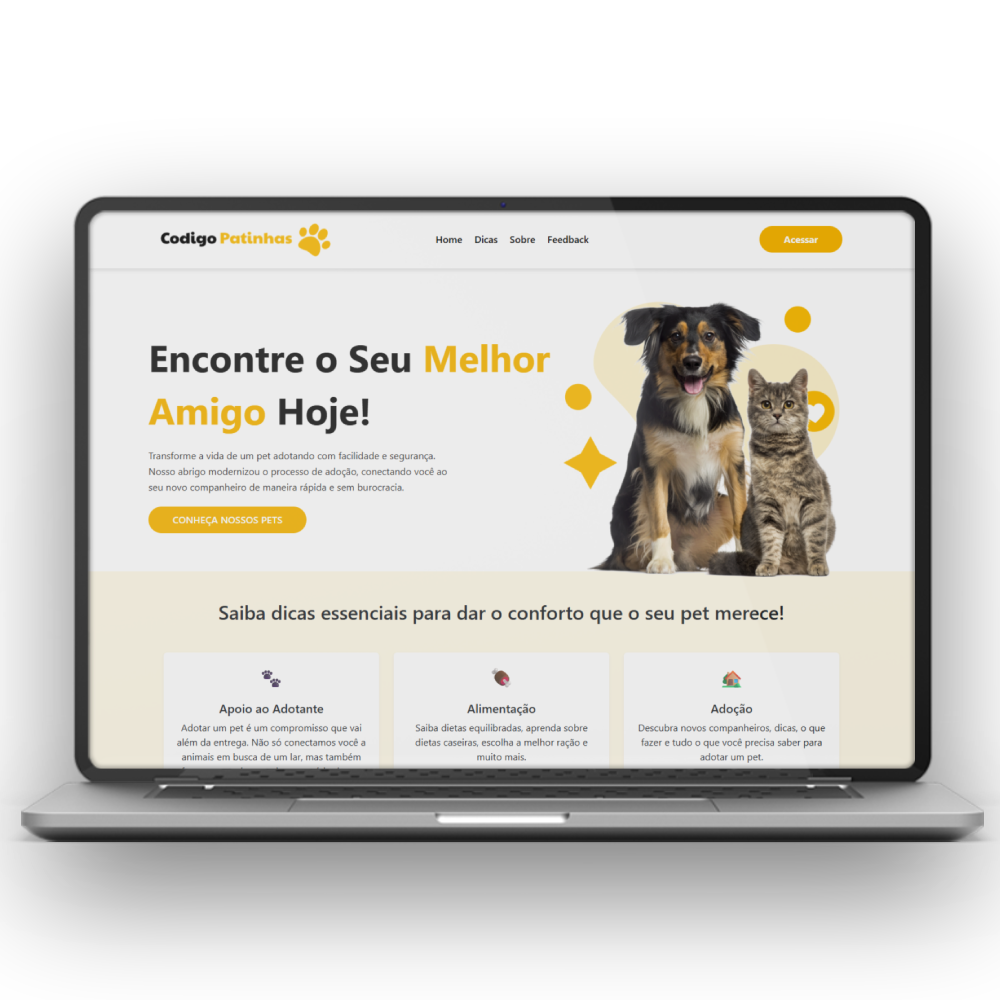 Codigo Patinhas
Home Dicas Sobre Feedback
Acessar
Encontre o Seu Melhor
Amigo Hoje!
Transforme a vida de um pet adotando com facilidade e segurança.
Nosso abrigo modernizou o processo de adoção, conectando você ao
seu novo companheiro de maneira rápida e sem burocracia.
CONHEÇA NOSSOS PETS
Saiba dicas essenciais para dar o conforto que o seu pet merece!
Apoio ao Adotante
Adotar um pet é um compromisso que vai
além da entrega. Não só conectamos você a
animais em busca de um lar, mas também
Alimentação
Saiba dietas equilibradas, aprenda sobre
dietas caseiras, escolha a melhor ração e
muito mais.
Adoção
Descubra novos companheiros, dicas, o que
fazer e tudo o que você precisa saber para
adotar um pet.